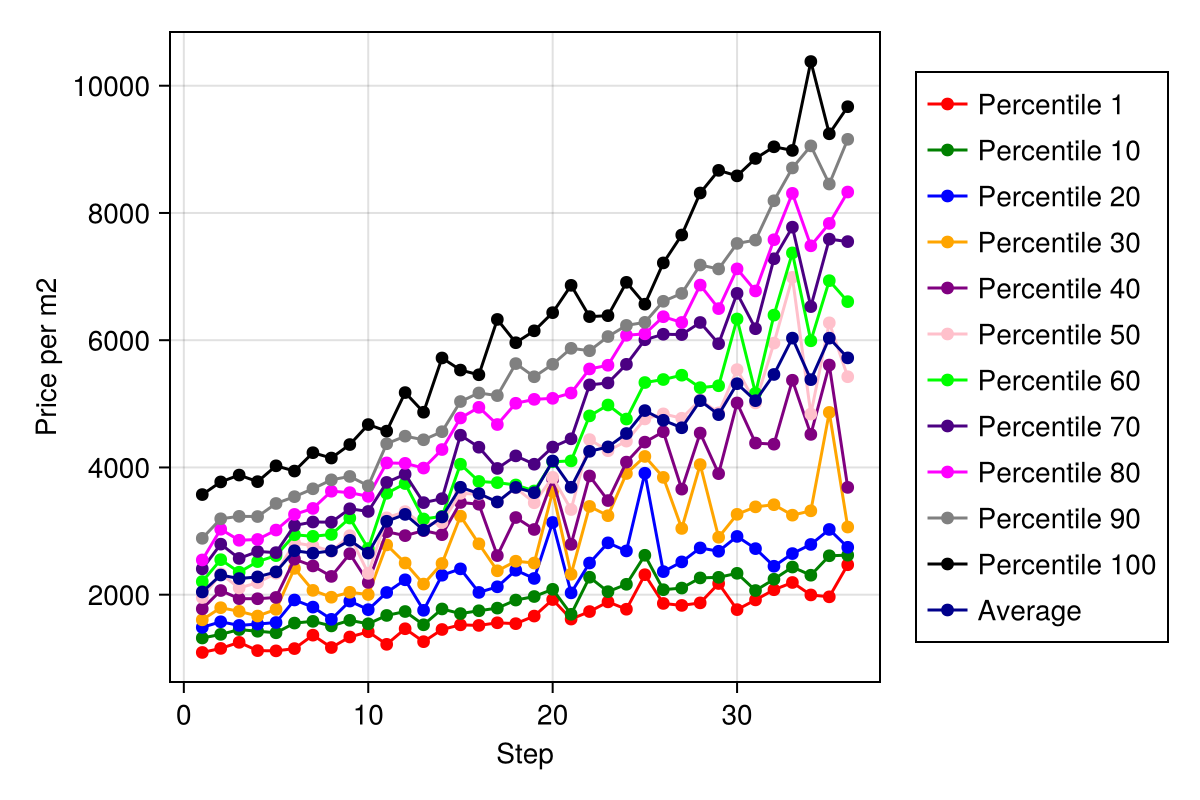 10000
8000
6000
4000
2000
Price per m2
0 10 20 30
Step
Percentile 1
Percentile 10
Percentile 20
Percentile 30
Percentile 40
Percentile 50
Percentile 60
Percentile 70
Percentile 80
Percentile 90
Percentile 100
Average